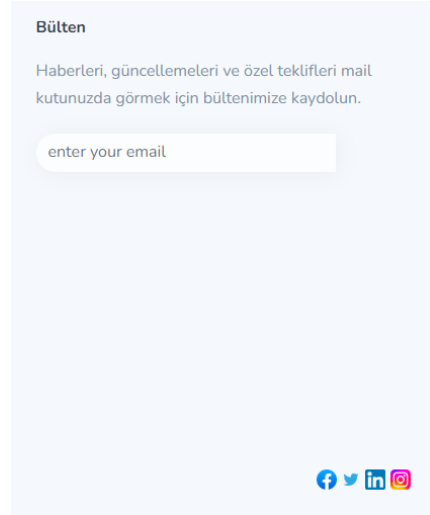 Bülten
Haberleri, güncellemeleri ve özel teklifleri mail
kutunuzda görmek için bültenimize kaydolun.
enter your email